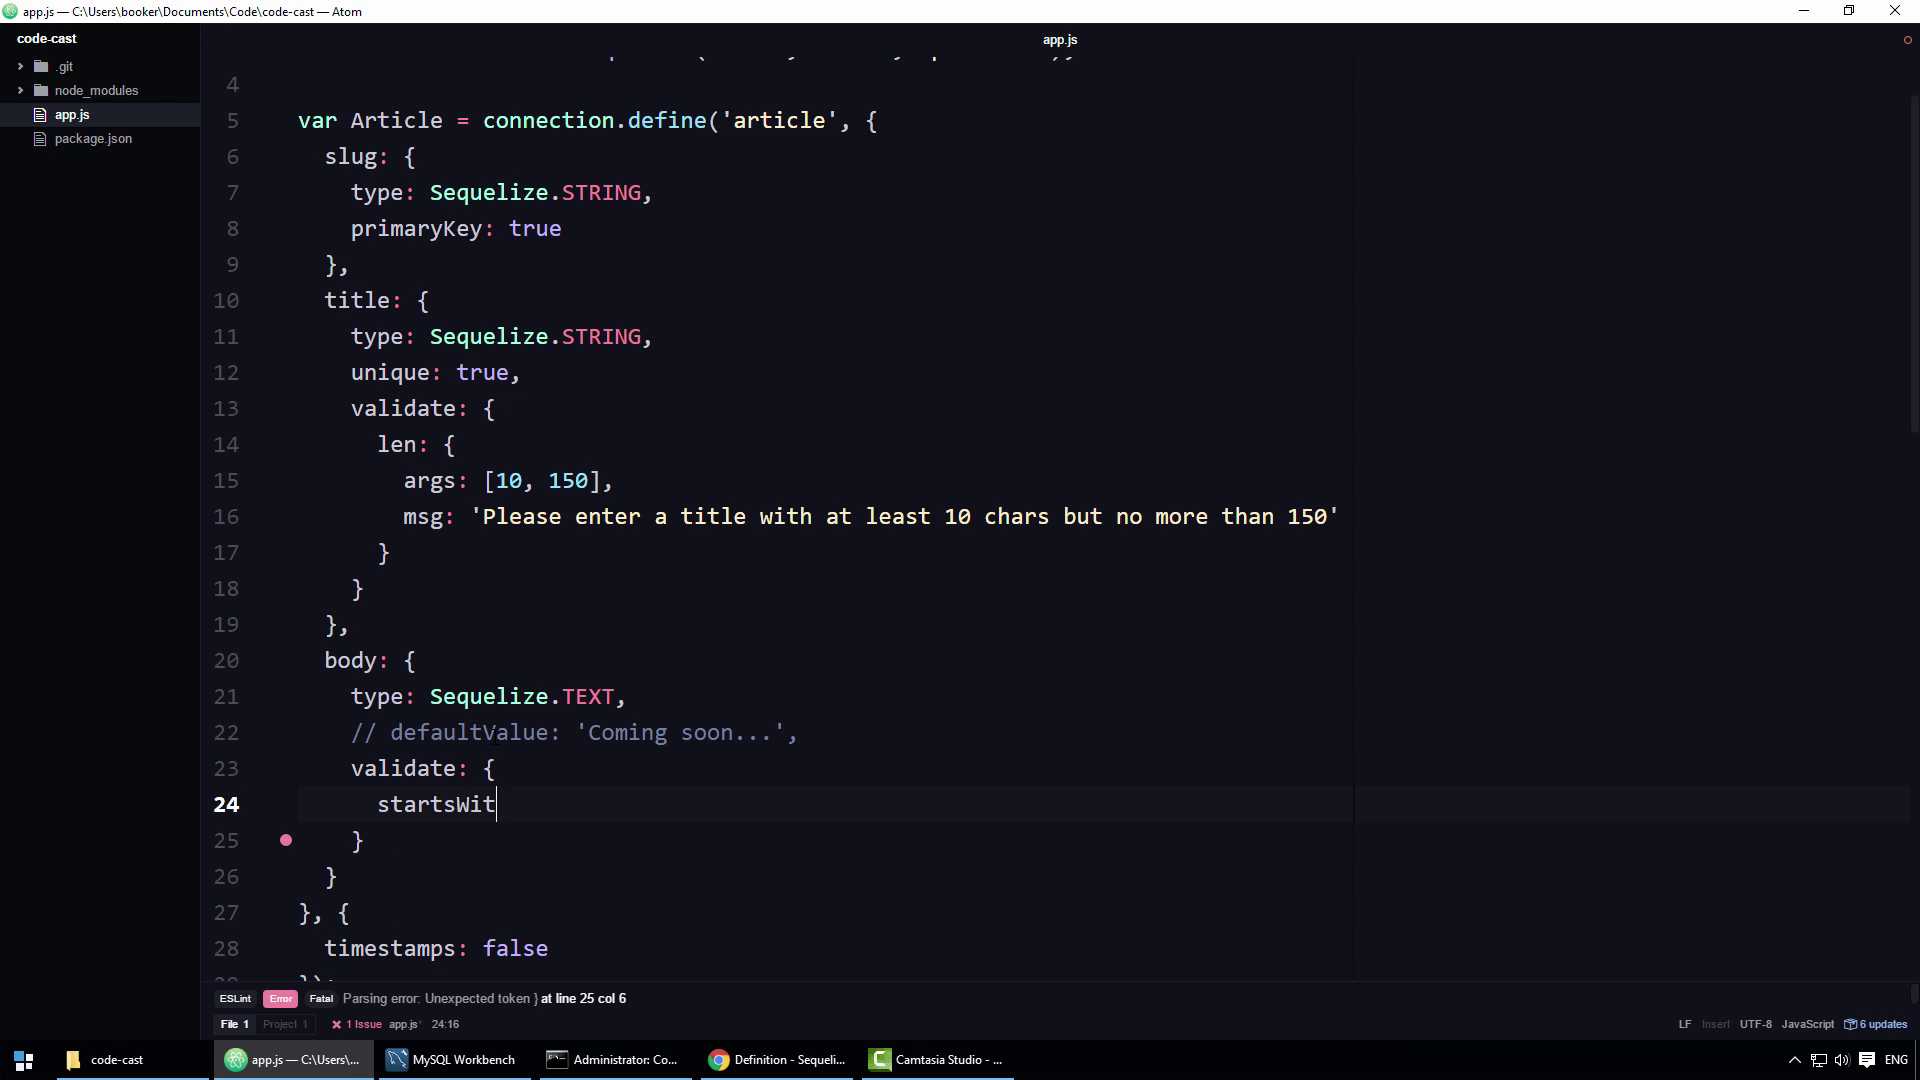 app.js — C:\Users\booker\Documents\Code\code-cast — Atom
code-cast
.git
node_modules
app.js
package.json
app.js
4
5 var Article = connection.define('article', {
6 slug: {
7 type: Sequelize.STRING,
8 primaryKey: true
9 },
10 title: {
11 type: Sequelize.STRING,
12 unique: true,
13 validate: {
14 len: {
15 args: [10, 150],
16 msg: 'Please enter a title with at least 10 chars but no more than 150'
17 }
18 }
19 },
20 body: {
21 type: Sequelize.TEXT,
22 // defaultValue: 'Coming soon...',
23 validate: {
24 startsWit
25 }
26 }
27 }, {
28 timestamps: false
ESLint Error Fatal Parsing error: Unexpected token } at line 25 col 6
File 1 Project 1 1 Issue app.js* 24:16 LF Insert UTF-8 JavaScript 6 updates
code-cast app.js — C:\Users\... MySQL Workbench Administrator: Co... Definition - Sequeli... Camtasia Studio - ... ENG